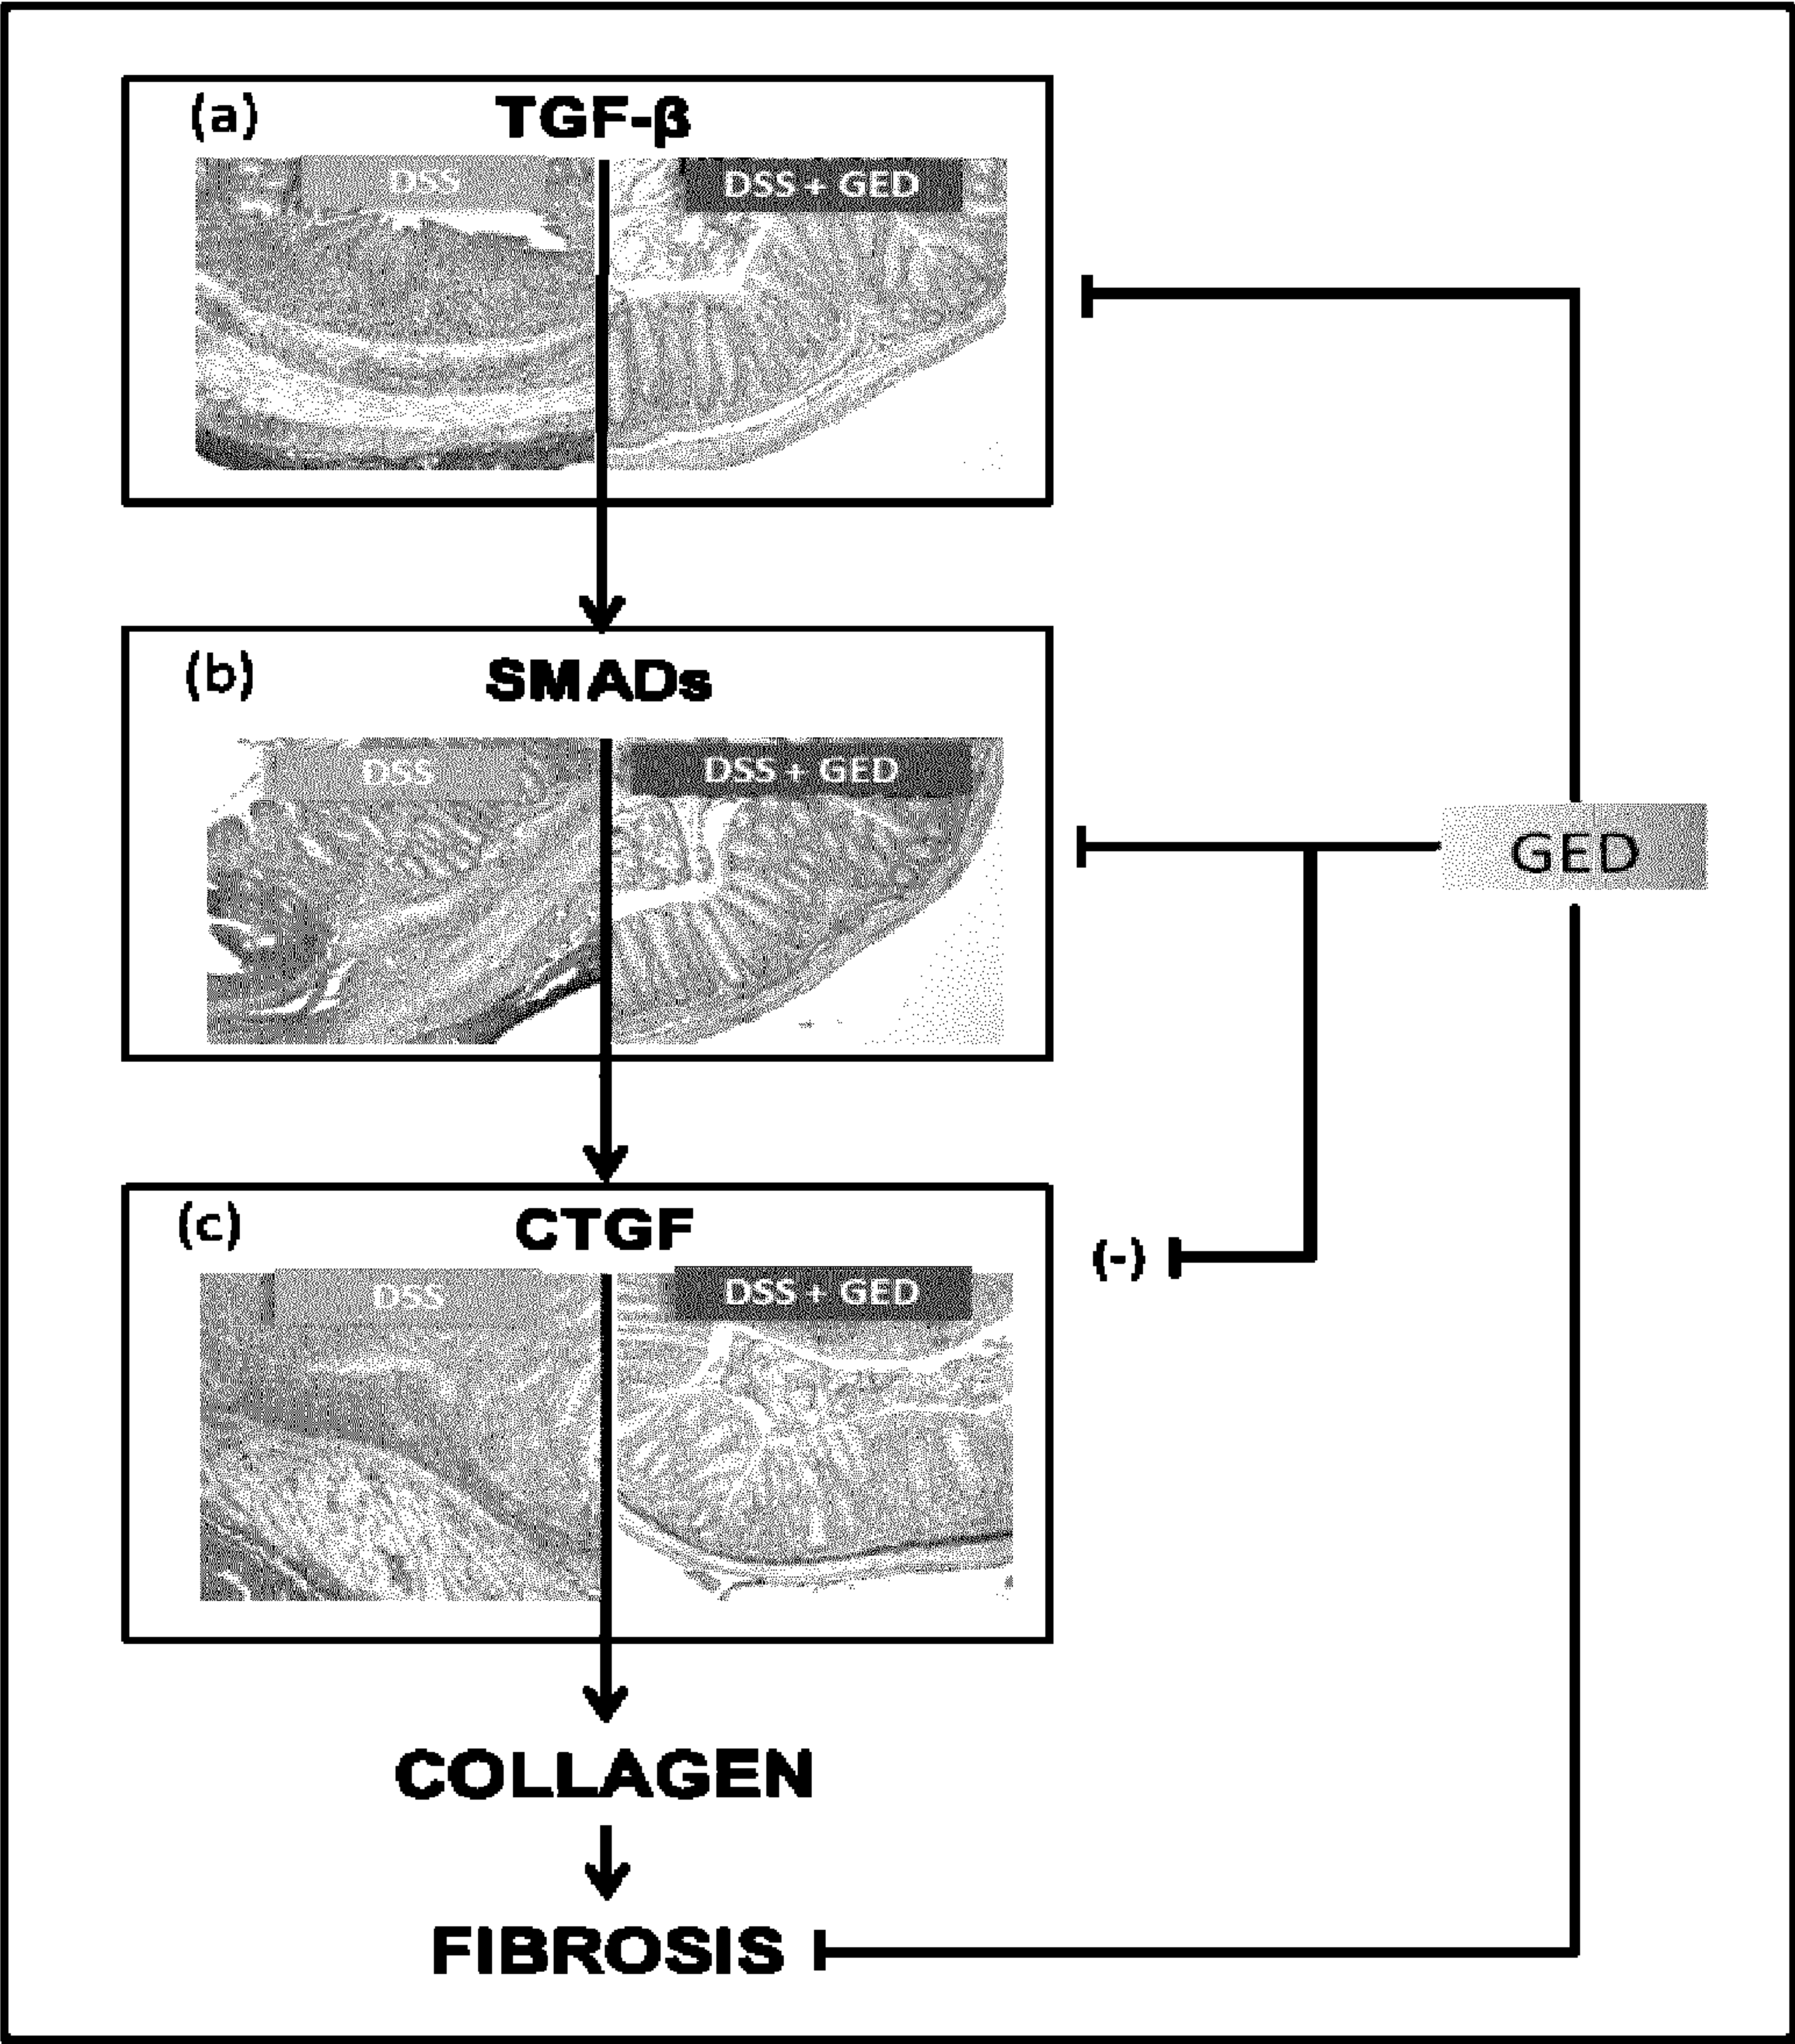 (a) TGF-β
DSS
DSS + GED
(b) SMADs
DSS
DSS + GED
GED
(c) CTGF
(-)
DSS
DSS + GED
COLLAGEN
FIBROSIS